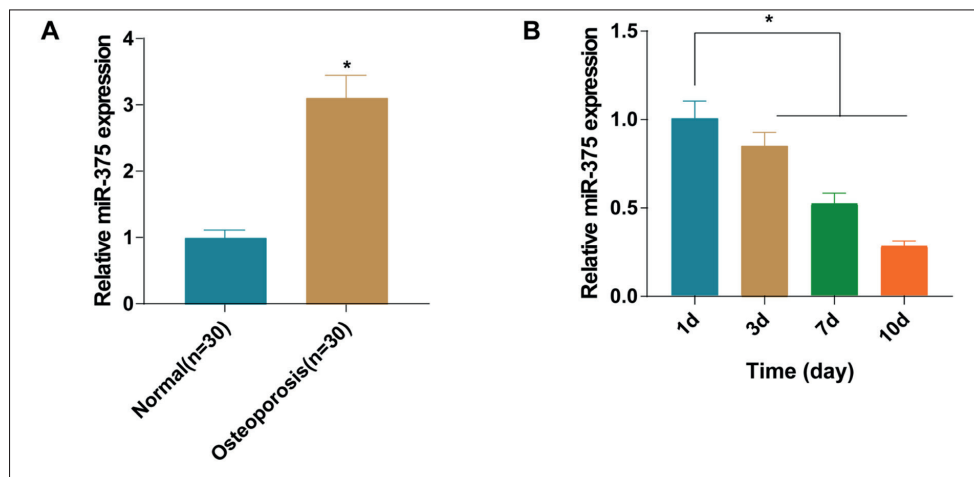 A
Relative miR-375 expression
4
3
2
1
0
*
Normal(n=30)
Osteoporosis(n=30)
B
Relative miR-375 expression
1.5
1.0
0.5
0.0
*
1d
3d
7d
10d
Time (day)